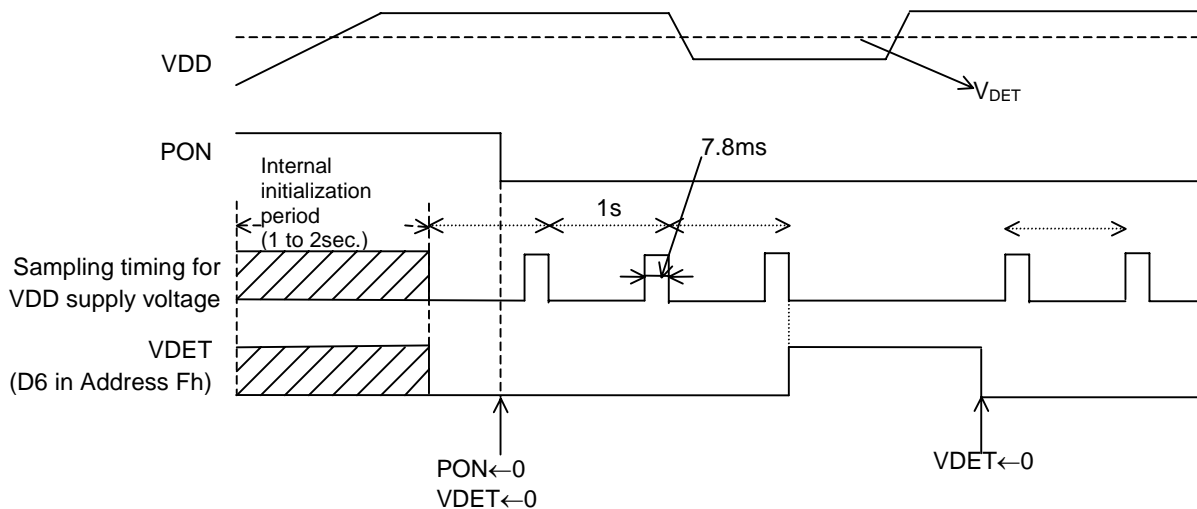 VDD
VDET
PON
7.8ms
Internal
initialization
period
(1 to 2sec.)
1s
Sampling timing for
VDD supply voltage
VDET
(D6 in Address Fh)
PON←0
VDET←0
VDET←0